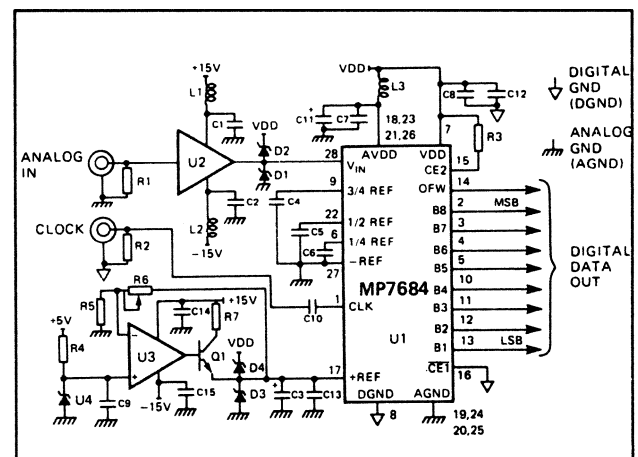 +15V
L1
C1
VDD
D2
D1
U2
ANALOG
IN
R1
C2
L2
-15V
CLOCK
R2
VDD
L3
C11
+
C7
18,23
21,26
C8
C12
7
R3
DIGITAL
GND
(DGND)
ANALOG
GND
(AGND)
28
VIN
AVDD
VDD
15
CE2
9
3/4 REF
C4
22
1/2 REF
C5
6
1/4 REF
C6
-REF
27
MP7684
1
CLK
C10
U1
OFW
14
B8
2
MSB
B7
3
B6
4
B5
5
B4
10
B3
11
B2
12
B1
13
LSB
CE1
16
DIGITAL
DATA
OUT
R6
R5
+5V
R4
U4
C9
-
+
U3
-15V
C14
C15
+15V
R7
Q1
VDD
D4
D3
+
C3
C13
17
+REF
DGND
8
AGND
19,24
20,25